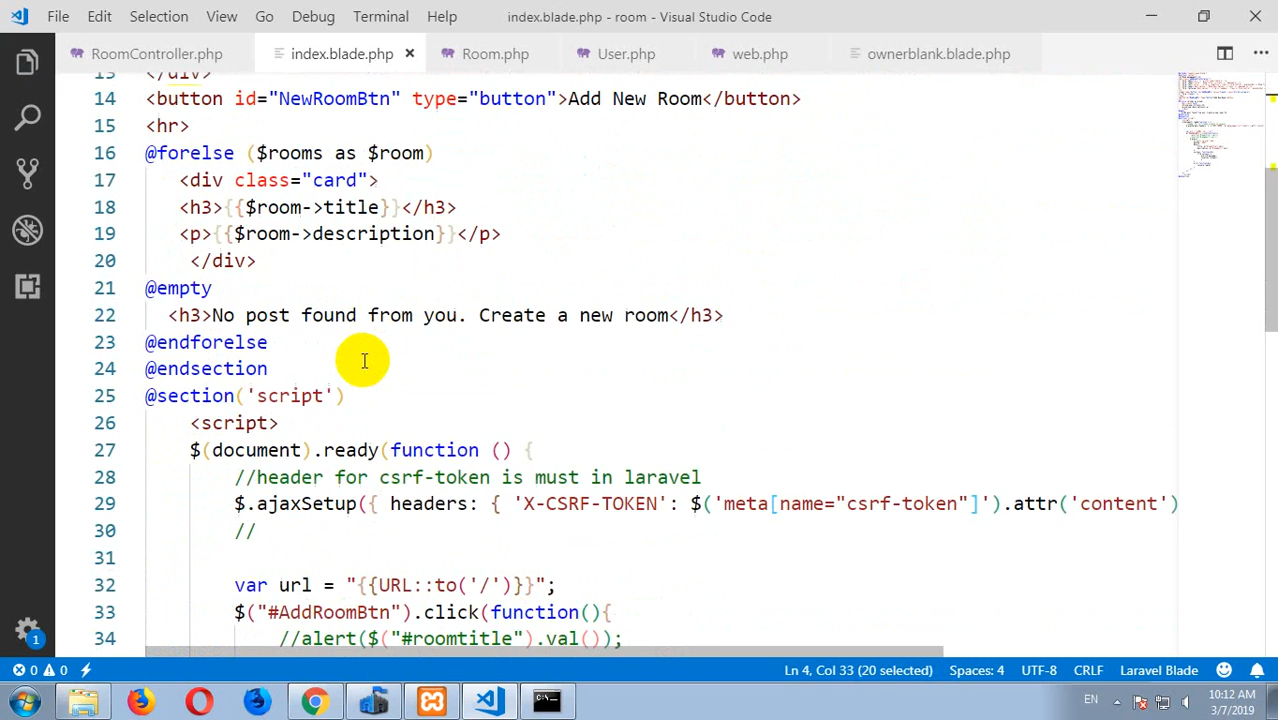 File Edit Selection View Go Debug Terminal Help index.blade.php - room - Visual Studio Code
RoomController.php index.blade.php × Room.php User.php web.php ownerblank.blade.php
13 </div>
14 <button id="NewRoomBtn" type="button">Add New Room</button>
15 <hr>
16 @forelse ($rooms as $room)
17 <div class="card">
18 <h3>{{$room->title}}</h3>
19 <p>{{$room->description}}</p>
20 </div>
21 @empty
22 <h3>No post found from you. Create a new room</h3>
23 @endforelse
24 @endsection
25 @section('script')
26 <script>
27 $(document).ready(function () {
28 //header for csrf-token is must in laravel
29 $.ajaxSetup({ headers: { 'X-CSRF-TOKEN': $('meta[name="csrf-token"]').attr('content')
30 //
31
32 var url = "{{URL::to('/')}}";
33 $("#AddRoomBtn").click(function(){
34 //alert($("#roomtitle").val());
1
0 0 Ln 4, Col 33 (20 selected) Spaces: 4 UTF-8 CRLF Laravel Blade
EN 10:12 AM
3/7/2019